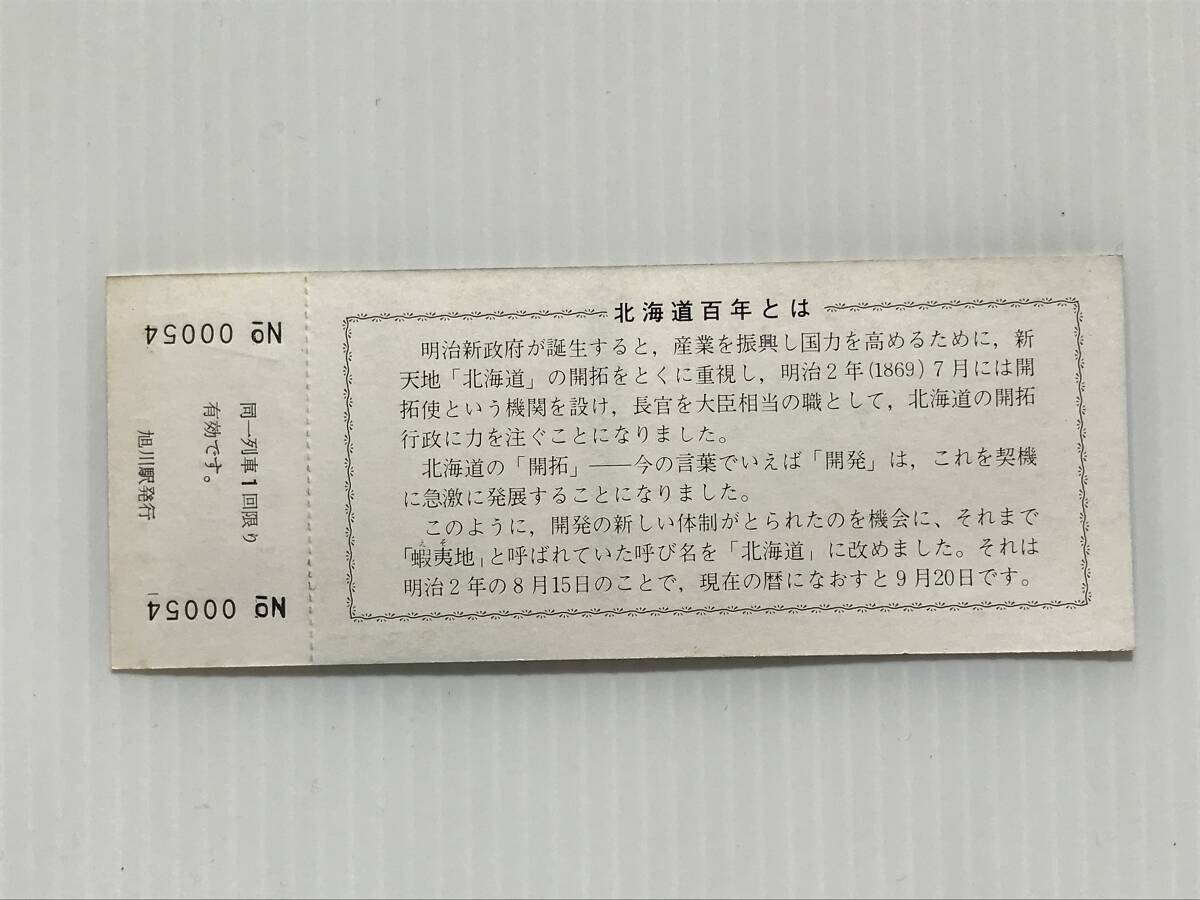 北海道百年とは
明治新政府が誕生すると，産業を振興し国力を高めるために，新
天地「北海道」の開拓をとくに重視し，明治２年(1869)７月には開
拓使という機関を設け，長官を大臣相当の職として，北海道の開拓
行政に力を注ぐことになりました。
北海道の「開拓」――今の言葉でいえば「開発」は，これを契機
に急激に発展することになりました。
このように，開発の新しい体制がとられたのを機会に、それまで
えぞ
「蝦夷地」と呼ばれていた呼び名を「北海道」に改めました。それは
明治２年の８月15日のことで，現在の暦になおすと９月20日です。
№ 00054
同一列車1回限り
有効です。
旭川駅発行
№ 00054